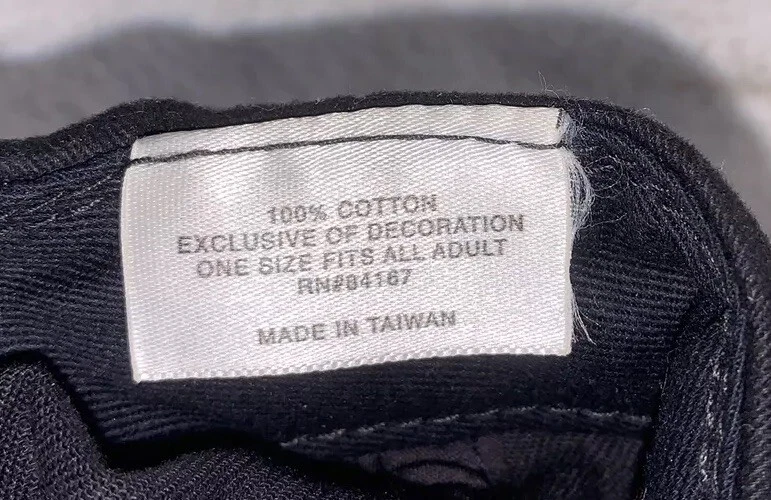 100% COTTON
EXCLUSIVE OF DECORATION
ONE SIZE FITS ALL ADULT
RN#84167
MADE IN TAIWAN